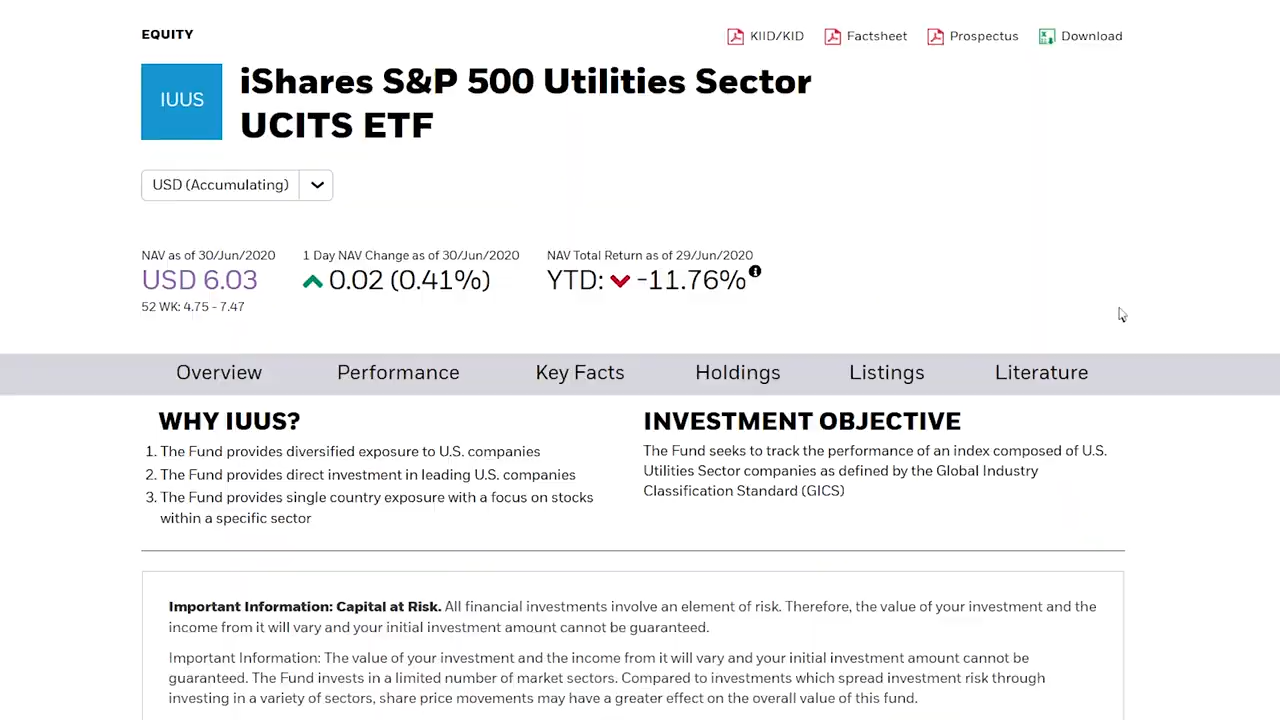 EQUITY
KIID/KID Factsheet Prospectus Download
IUUS
iShares S&P 500 Utilities Sector
UCITS ETF
USD (Accumulating)
NAV as of 30/Jun/2020
USD 6.03
52 WK: 4.75 - 7.47
1 Day NAV Change as of 30/Jun/2020
0.02 (0.41%)
NAV Total Return as of 29/Jun/2020
YTD: -11.76%
Overview Performance Key Facts Holdings Listings Literature
WHY IUUS?
1. The Fund provides diversified exposure to U.S. companies
2. The Fund provides direct investment in leading U.S. companies
3. The Fund provides single country exposure with a focus on stocks
within a specific sector
INVESTMENT OBJECTIVE
The Fund seeks to track the performance of an index composed of U.S.
Utilities Sector companies as defined by the Global Industry
Classification Standard (GICS)
Important Information: Capital at Risk. All financial investments involve an element of risk. Therefore, the value of your investment and the
income from it will vary and your initial investment amount cannot be guaranteed.
Important Information: The value of your investment and the income from it will vary and your initial investment amount cannot be
guaranteed. The Fund invests in a limited number of market sectors. Compared to investments which spread investment risk through
investing in a variety of sectors, share price movements may have a greater effect on the overall value of this fund.